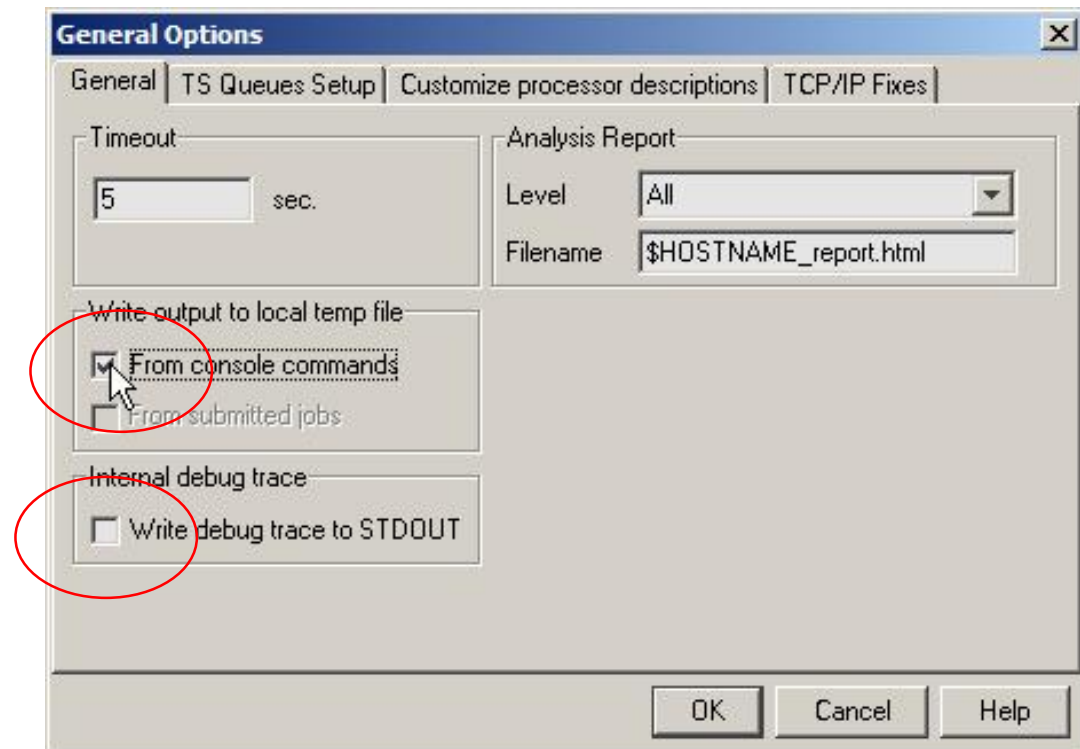 General Options
General
TS Queues Setup
Customize processor descriptions
TCP/IP Fixes
Timeout
5 sec.
Analysis Report
Level All
Filename $HOSTNAME_report.html
Write output to local temp file
From console commands
From submitted jobs
Internal debug trace
Write debug trace to STDOUT
OK
Cancel
Help